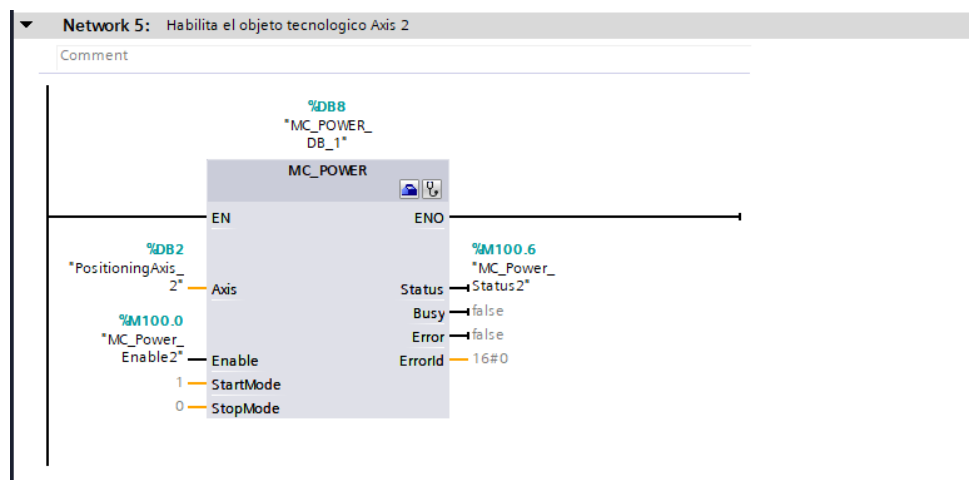 Network 5: Habilita el objeto tecnologico Axis 2
Comment
%DB8
"MC_POWER_
DB_1"
MC_POWER
EN ENO
%DB2
"PositioningAxis_
2" Axis
%M100.6
"MC_Power_
Status2" Status
Busy false
%M100.0
"MC_Power_
Enable2" Enable
Error false
ErrorId 16#0
1 StartMode
0 StopMode